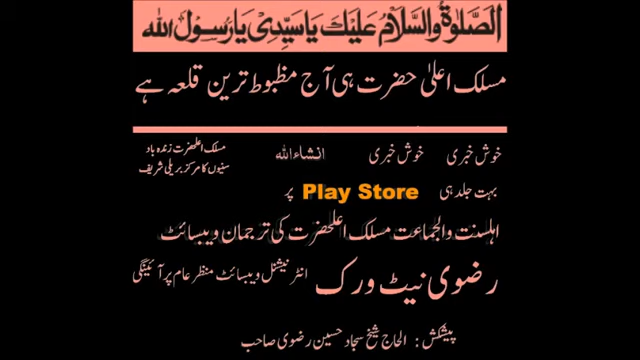 الصلوٰۃ والسلام علیک یا سیدی یا رسول اللہ
مسلک اعلیٰ حضرت ہی آج مظبوط ترین قلعہ ہے
خوش خبری خوش خبری انشاءاللہ
مسلک اعلحضرت زندہ باد
سنیوں کا مرکز بریلی شریف
بہت جلد ہی Play Store پر
اہلسنت والجماعت مسلک اعلحضرت کی ترجمان ویبسائٹ
رضوی نیٹ ورک انٹرنیشنل ویبسائٹ منظر عام پر آئینگی
پیشکش : الحاج شیخ سجاد حسین رضوی صاحب